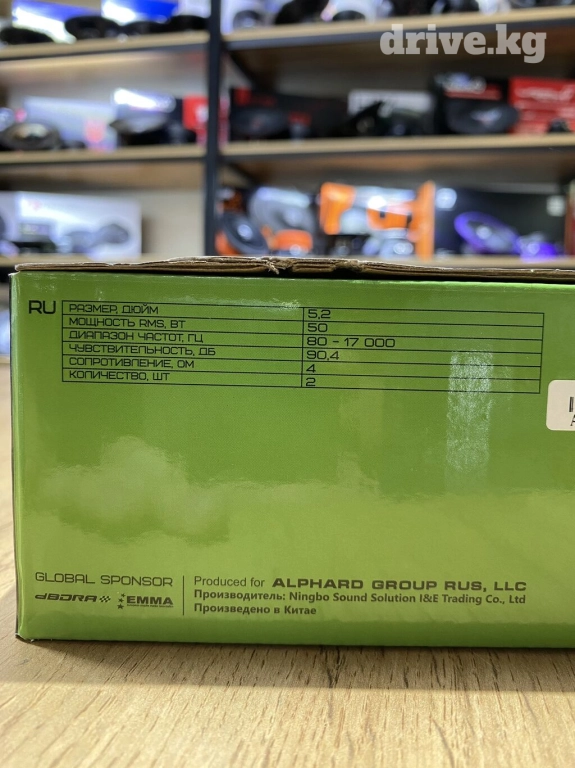 drive.kg
RU
РАЗМЕР, ДЮЙМ 5,2
МОЩНОСТЬ RMS, ВТ 50
ДИАПАЗОН ЧАСТОТ, ГЦ 80 - 17 000
ЧУВСТВИТЕЛЬНОСТЬ, ДБ 90,4
СОПРОТИВЛЕНИЕ, ОМ 4
КОЛИЧЕСТВО, ШТ 2
GLOBAL SPONSOR
dBDRA EMMA
Produced for ALPHARD GROUP RUS, LLC
Производитель: Ningbo Sound Solution I&E Trading Co., Ltd
Произведено в Китае